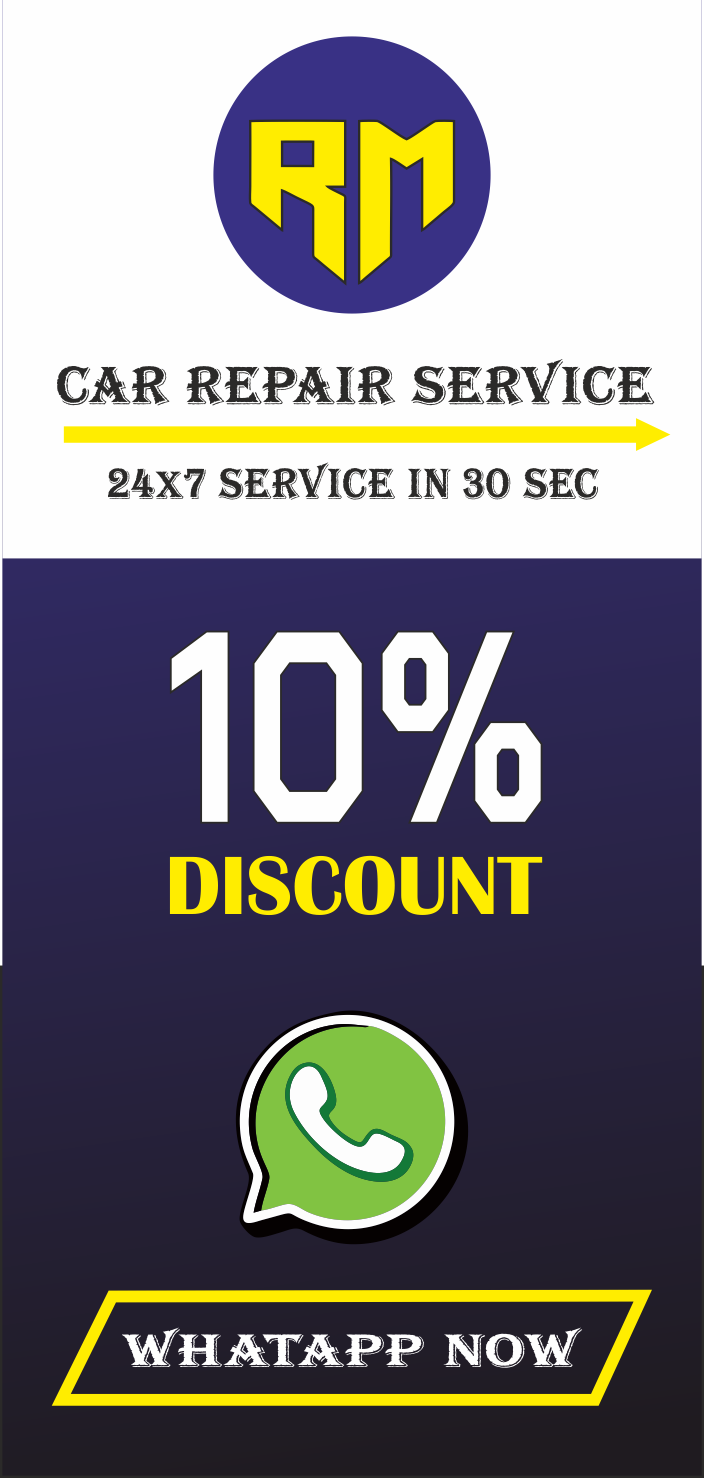 RM
CAR REPAIR SERVICE
24x7 SERVICE IN 30 SEC
10%
DISCOUNT
WHATAPP NOW